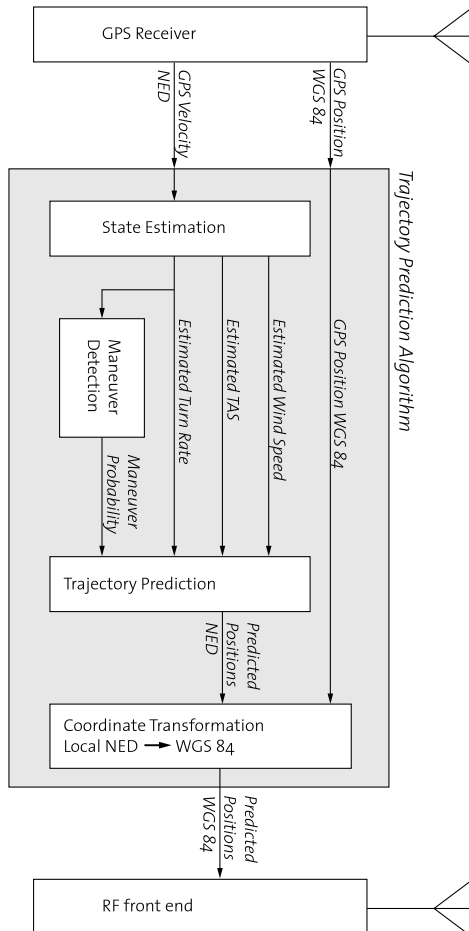 GPS Receiver
GPS Velocity
NED
GPS Position
WGS 84
Trajectory Prediction Algorithm
State Estimation
Maneuver
Detection
Estimated Turn Rate
Estimated TAS
Estimated Wind Speed
GPS Position WGS 84
Maneuver
Probability
Trajectory Prediction
Predicted
Positions
NED
Coordinate Transformation
Local NED → WGS 84
Predicted
Positions
WGS 84
RF front end